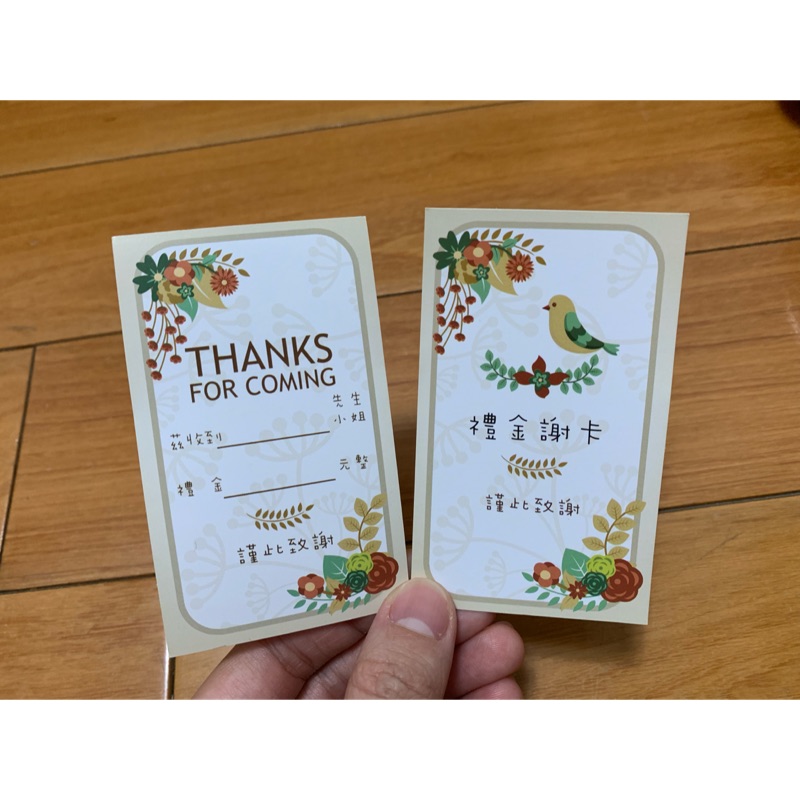 THANKS
FOR COMING
先生
茲收到
小姐
元整
禮 金
謹此致謝
禮金謝卡
謹此致謝